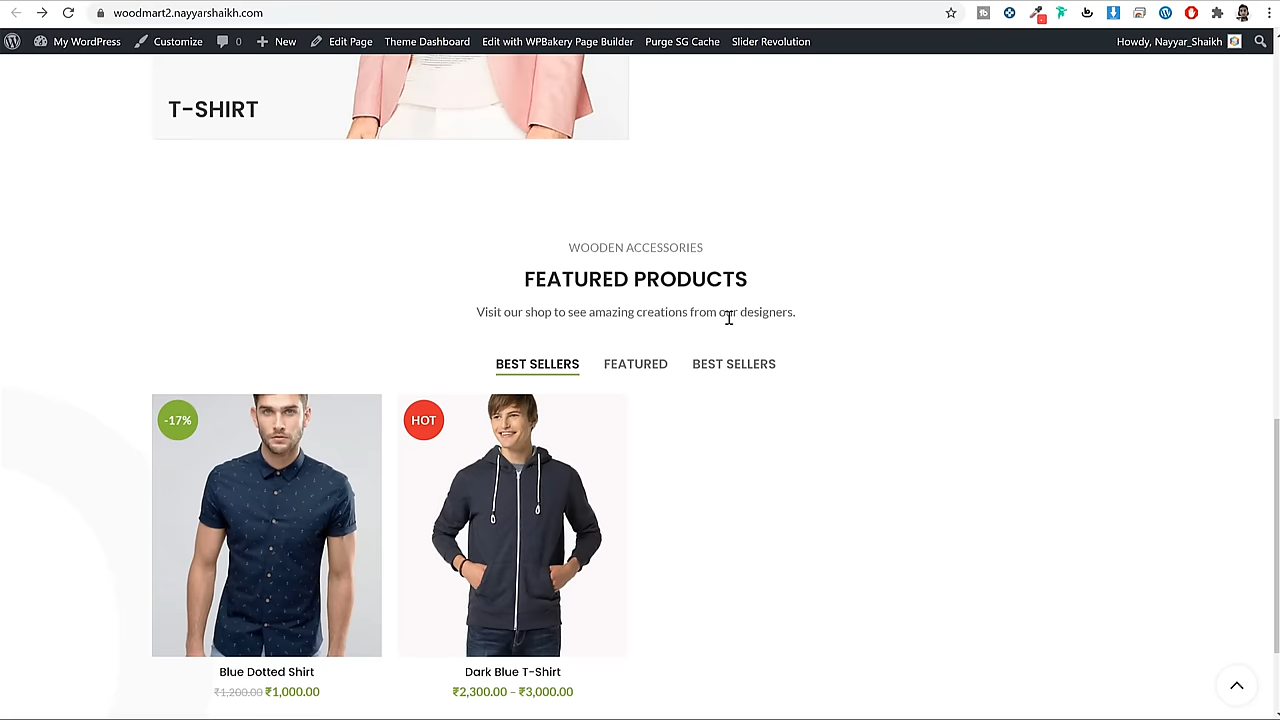 woodmart2.nayyarshaikh.com
My WordPress Customize 0 New Edit Page Theme Dashboard Edit with WPBakery Page Builder Purge SG Cache Slider Revolution Howdy, Nayyar_Shaikh
T-SHIRT
WOODEN ACCESSORIES
FEATURED PRODUCTS
Visit our shop to see amazing creations from our designers.
BEST SELLERS FEATURED BEST SELLERS
-17% HOT
Blue Dotted Shirt Dark Blue T-Shirt
₹1,200.00 ₹1,000.00 ₹2,300.00 – ₹3,000.00